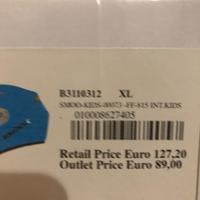 B3110312 XL
SMOO-KIDS-00073 -FF-815 INT.KIDS
010008627405
Retail Price Euro 127,20
Outlet Price Euro 89,00